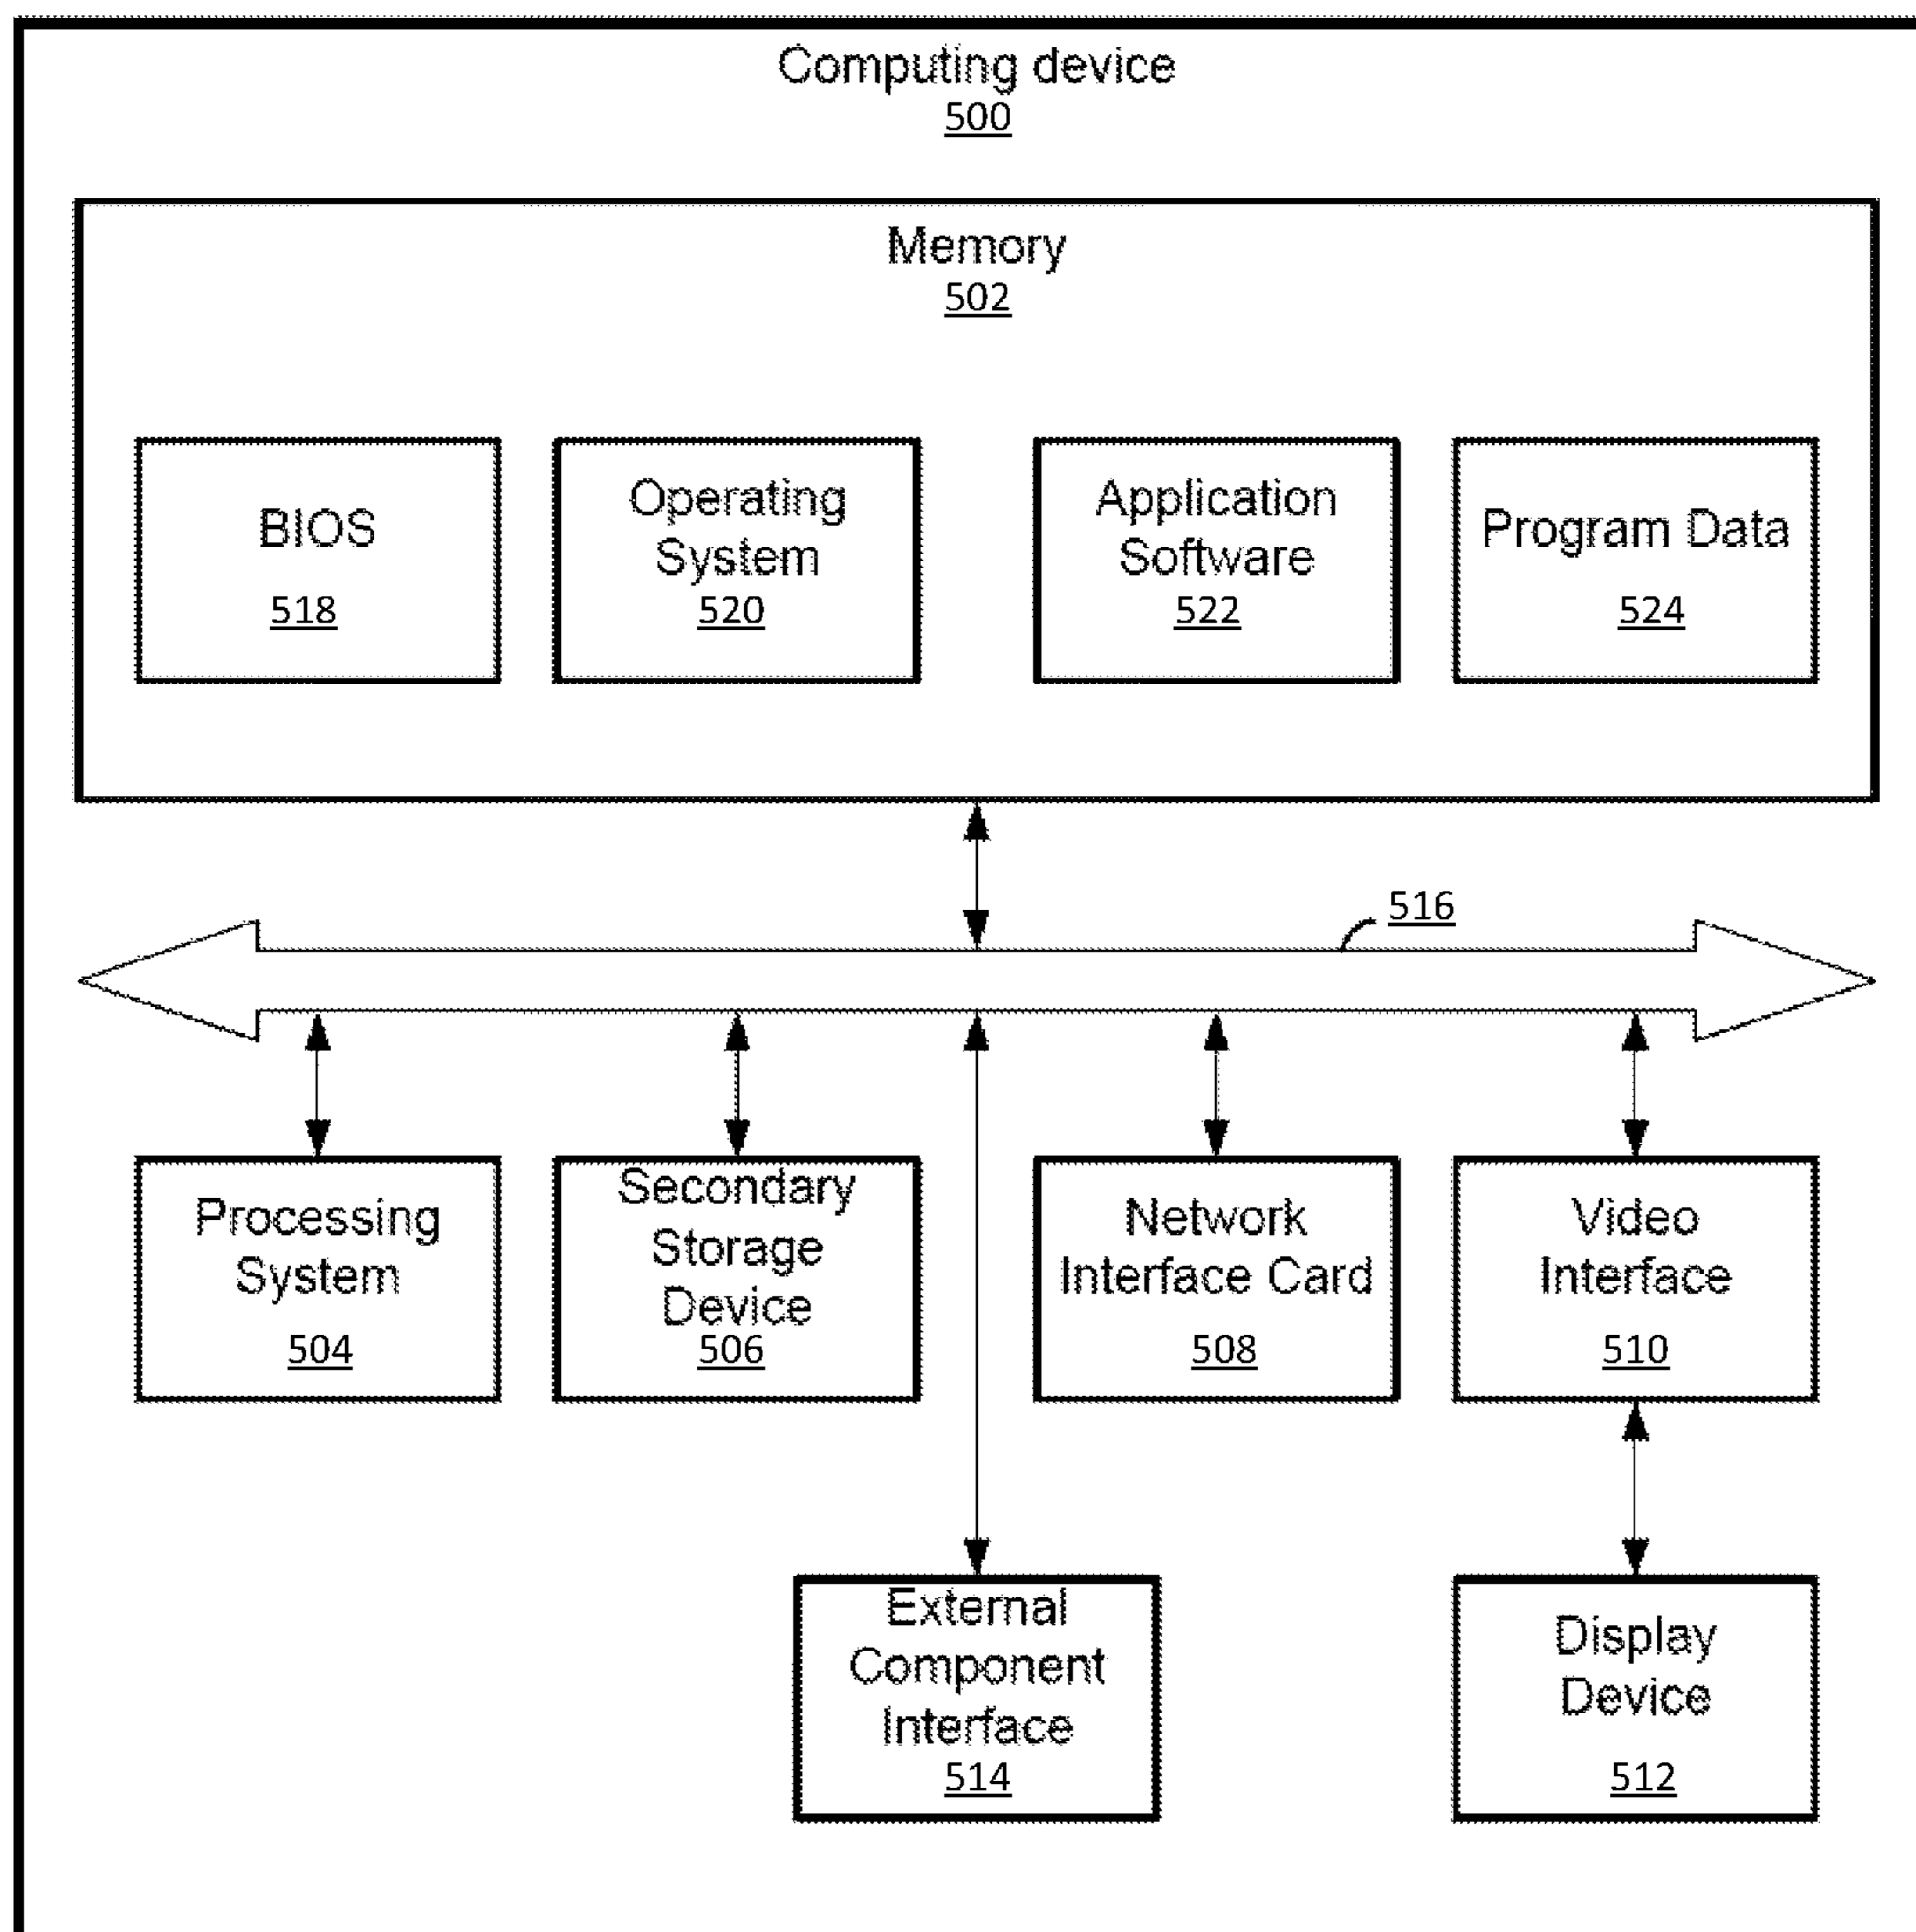 Computing device
500
Memory
502
BIOS
518
Operating
System
520
Application
Software
522
Program Data
524
516
Processing
System
504
Secondary
Storage
Device
506
Network
Interface Card
508
Video
Interface
510
External
Component
Interface
514
Display
Device
512